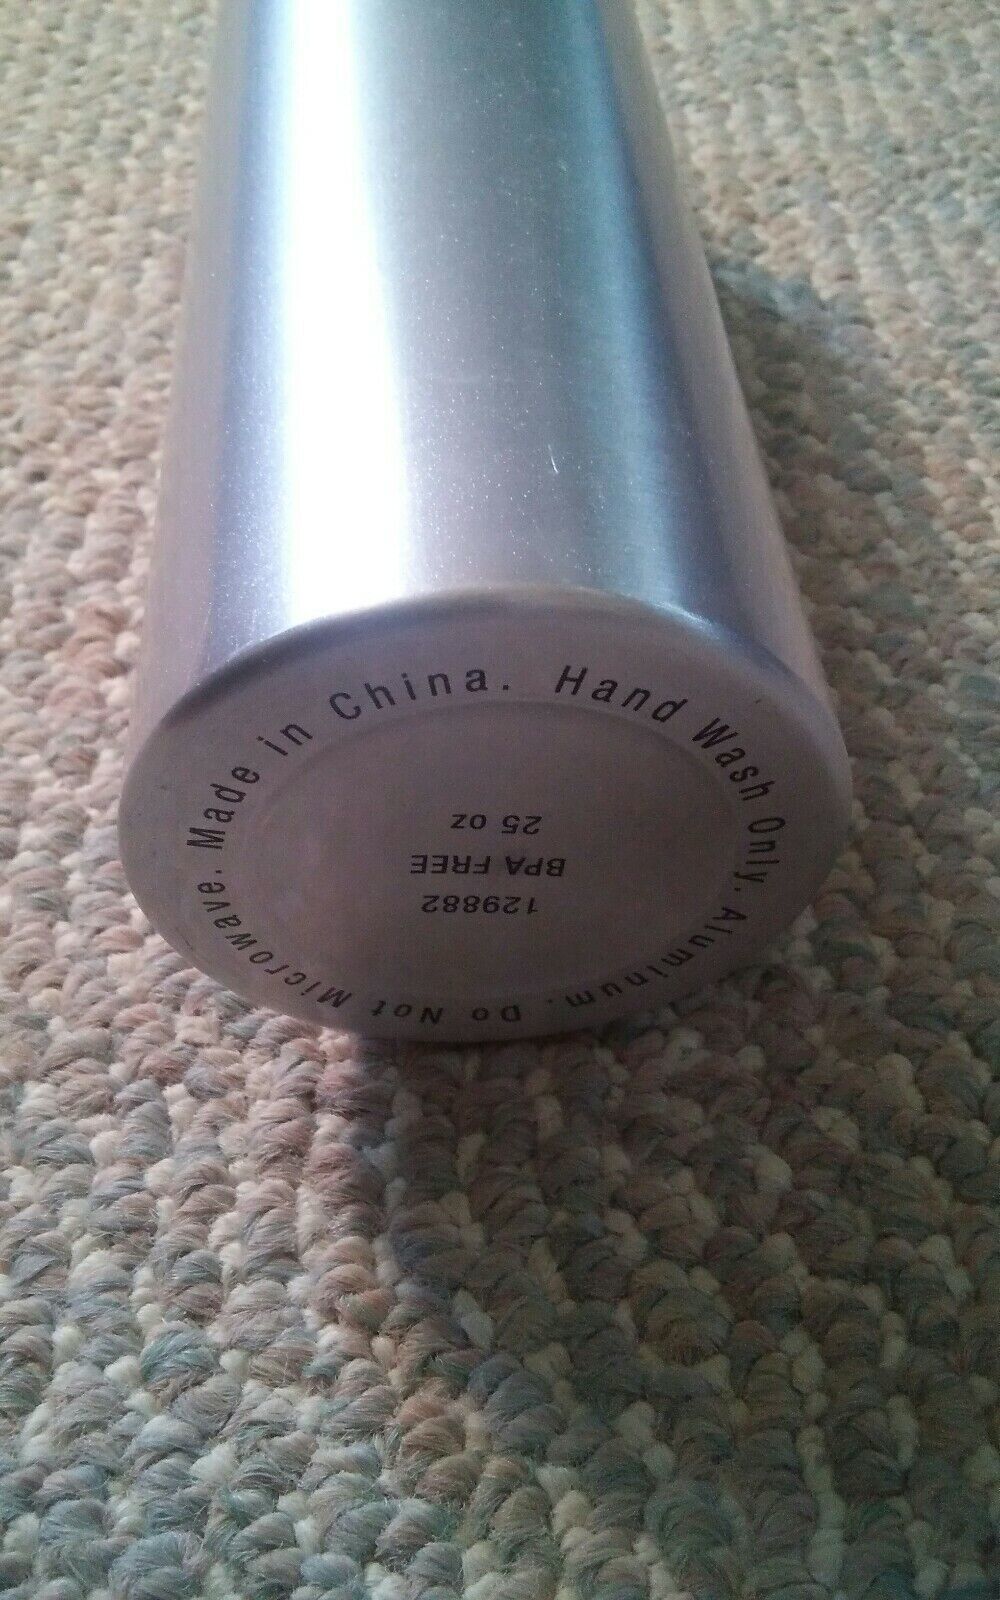 Made in China. Hand Wash Only. Aluminum. Do Not Microwave.
129882
BPA FREE
25 oz